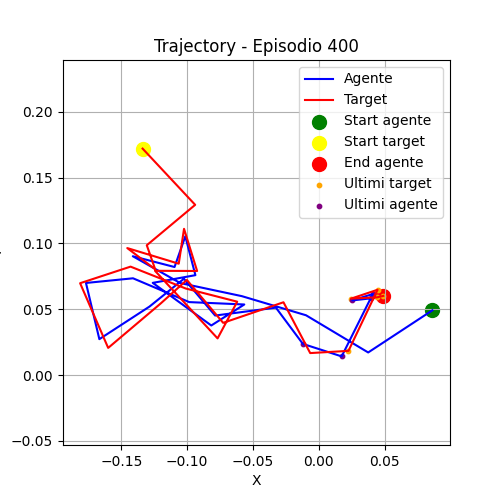 Trajectory - Episodio 400
Agente
Target
Start agente
Start target
End agente
Ultimi target
Ultimi agente
0.20
0.15
0.10
0.05
0.00
−0.05
−0.15
−0.10
−0.05
0.00
0.05
X